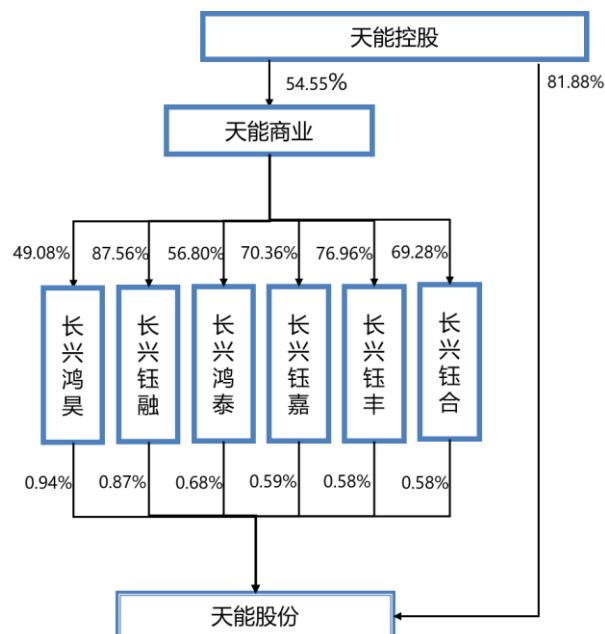 天能控股
54.55%
81.88%
天能商业
49.08%
87.56%
56.80%
70.36%
76.96%
69.28%
长兴鸿昊
长兴钰融
长兴鸿泰
长兴钰嘉
长兴钰丰
长兴钰合
0.94%
0.87%
0.68%
0.59%
0.58%
0.58%
天能股份